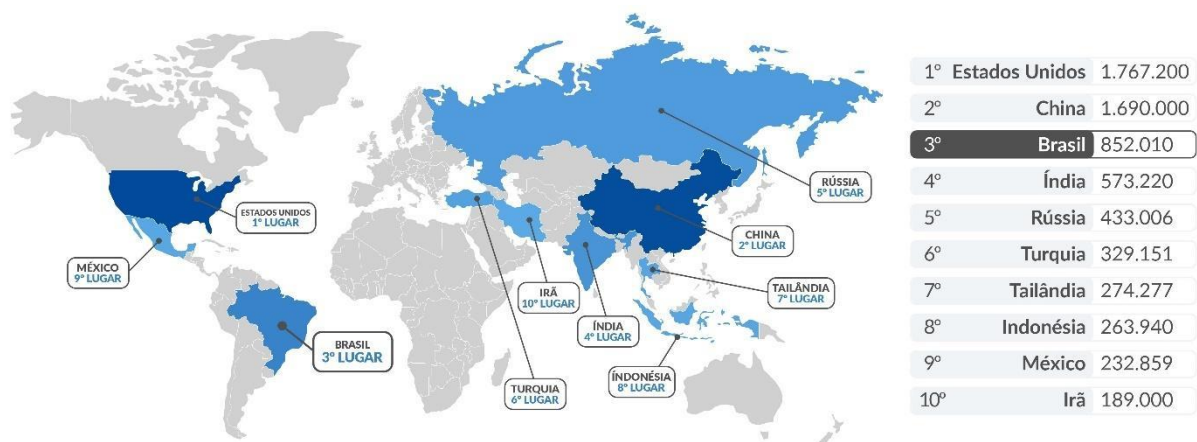 ESTADOS UNIDOS
1º LUGAR
MÉXICO
9º LUGAR
BRASIL
3º LUGAR
RÚSSIA
5º LUGAR
CHINA
2º LUGAR
TAILÂNDIA
7º LUGAR
IRÃ
10º LUGAR
ÍNDIA
4º LUGAR
TURQUIA
6º LUGAR
ÍNDONÉSIA
8º LUGAR
1º Estados Unidos 1.767.200
2º China 1.690.000
3º Brasil 852.010
4º Índia 573.220
5º Rússia 433.006
6º Turquia 329.151
7º Tailândia 274.277
8º Indonésia 263.940
9º México 232.859
10º Irã 189.000